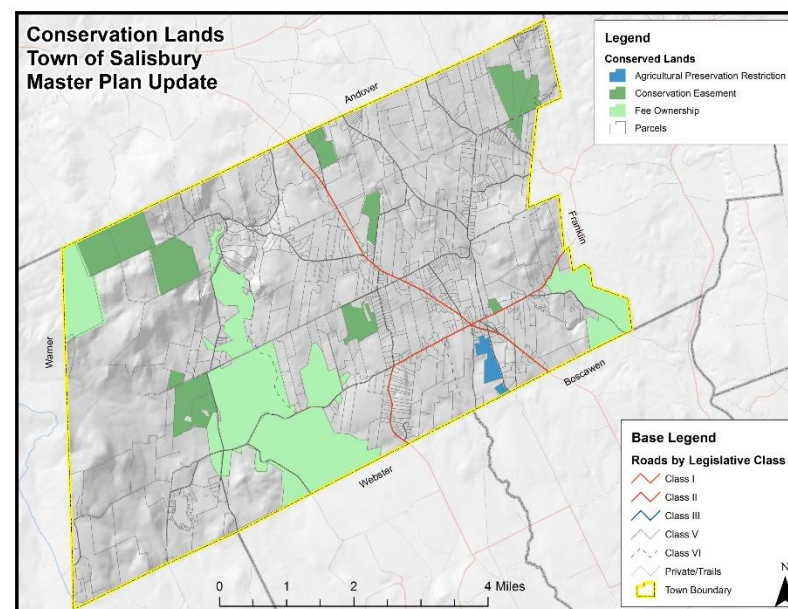 Conservation Lands
Town of Salisbury
Master Plan Update
Legend
Conserved Lands
Agricultural Preservation Restriction
Conservation Easement
Fee Ownership
Parcels
Andover
Franklin
Warner
Boscawen
Webster
Base Legend
Roads by Legislative Class
Class I
Class II
Class III
Class V
Class VI
Private/Trails
Town Boundary
N
0 1 2 4 Miles